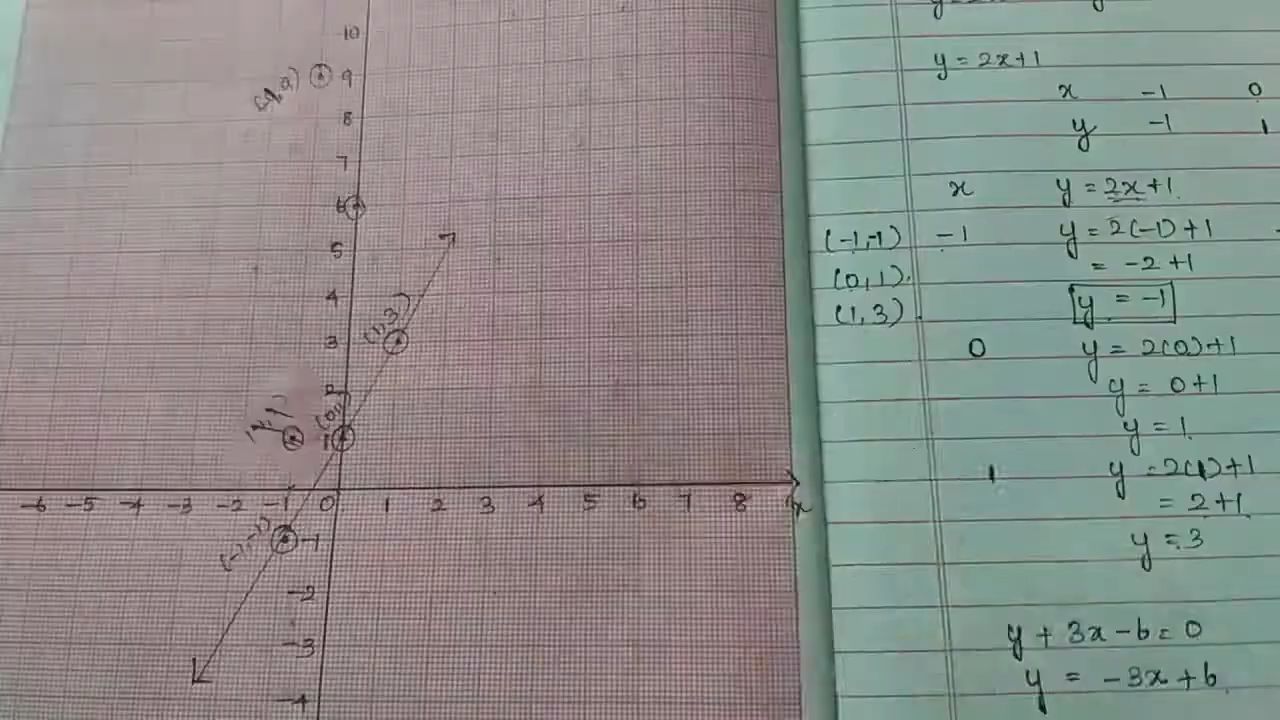 10
9
8
7
6
5
4
(1,3)
3
2
-6 -5 -4 -3 -2 -1 0 1 2 3 4 5 6 7 8 x
(-1,-1) -1
-2
-3
-4
y = 2x+1
x -1 0
y -1 1
x y = 2x+1
(-1,-1) -1 y = 2(-1)+1
(0,1) = -2+1
(1,3) y = -1
0 y = 2(0)+1
y = 0+1
y = 1
1 y = 2(1)+1
= 2+1
y = 3
y + 3x-6 = 0
y = -3x+6